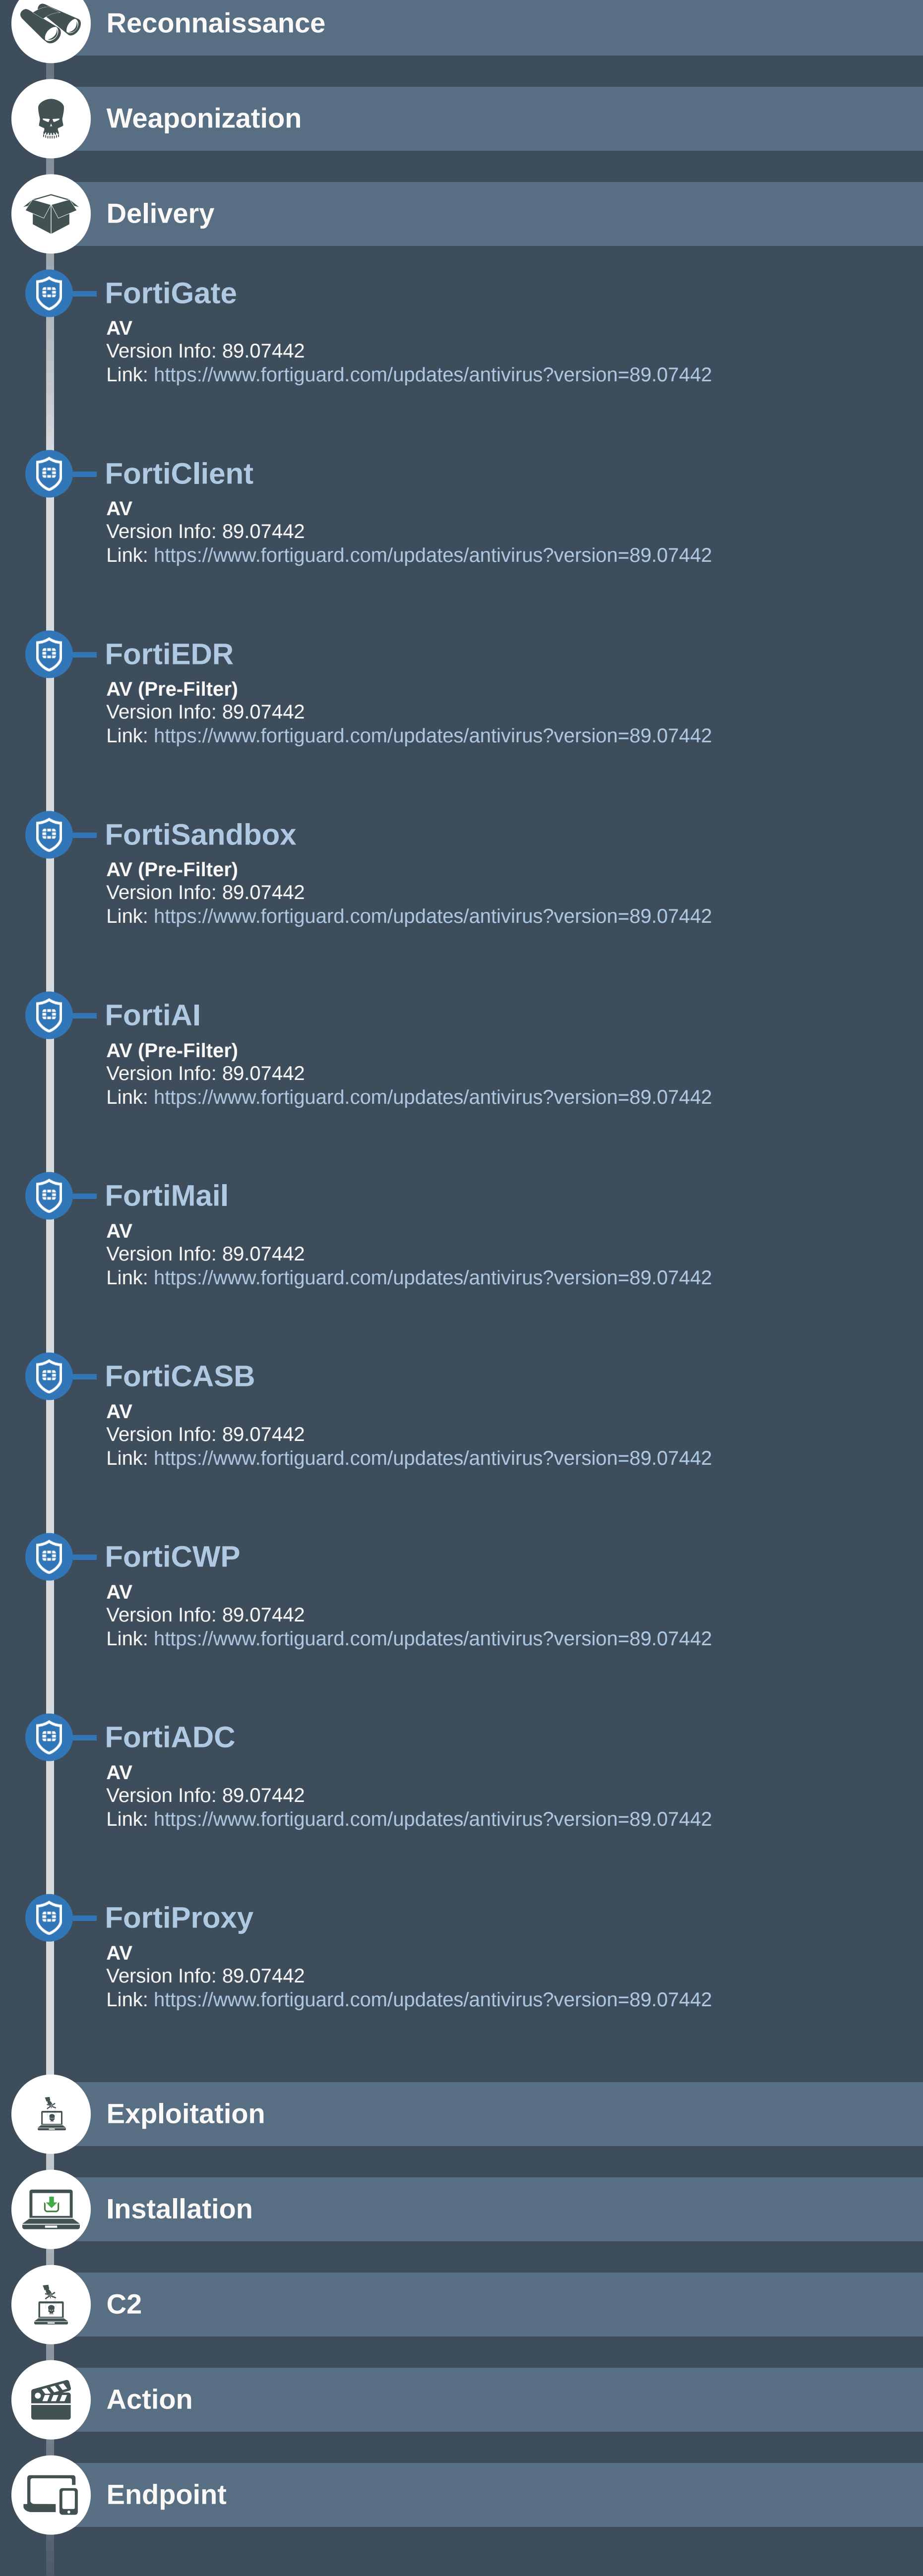 Reconnaissance
Weaponization
Delivery
FortiGate
AV
Version Info: 89.07442
Link: https://www.fortiguard.com/updates/antivirus?version=89.07442
FortiClient
AV
Version Info: 89.07442
Link: https://www.fortiguard.com/updates/antivirus?version=89.07442
FortiEDR
AV (Pre-Filter)
Version Info: 89.07442
Link: https://www.fortiguard.com/updates/antivirus?version=89.07442
FortiSandbox
AV (Pre-Filter)
Version Info: 89.07442
Link: https://www.fortiguard.com/updates/antivirus?version=89.07442
FortiAI
AV (Pre-Filter)
Version Info: 89.07442
Link: https://www.fortiguard.com/updates/antivirus?version=89.07442
FortiMail
AV
Version Info: 89.07442
Link: https://www.fortiguard.com/updates/antivirus?version=89.07442
FortiCASB
AV
Version Info: 89.07442
Link: https://www.fortiguard.com/updates/antivirus?version=89.07442
FortiCWP
AV
Version Info: 89.07442
Link: https://www.fortiguard.com/updates/antivirus?version=89.07442
FortiADC
AV
Version Info: 89.07442
Link: https://www.fortiguard.com/updates/antivirus?version=89.07442
FortiProxy
AV
Version Info: 89.07442
Link: https://www.fortiguard.com/updates/antivirus?version=89.07442
Exploitation
Installation
C2
Action
Endpoint